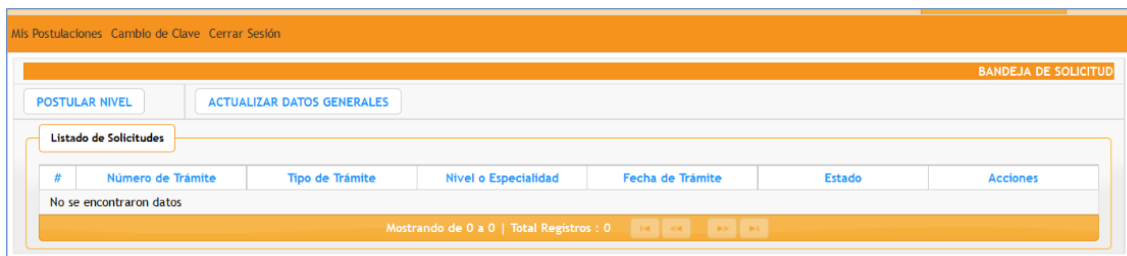 Mis Postulaciones Cambio de Clave Cerrar Sesión
BANDEJA DE SOLICITUD
POSTULAR NIVEL ACTUALIZAR DATOS GENERALES
Listado de Solicitudes
# Número de Trámite Tipo de Trámite Nivel o Especialidad Fecha de Trámite Estado Acciones
No se encontraron datos
Mostrando de 0 a 0 | Total Registros : 0